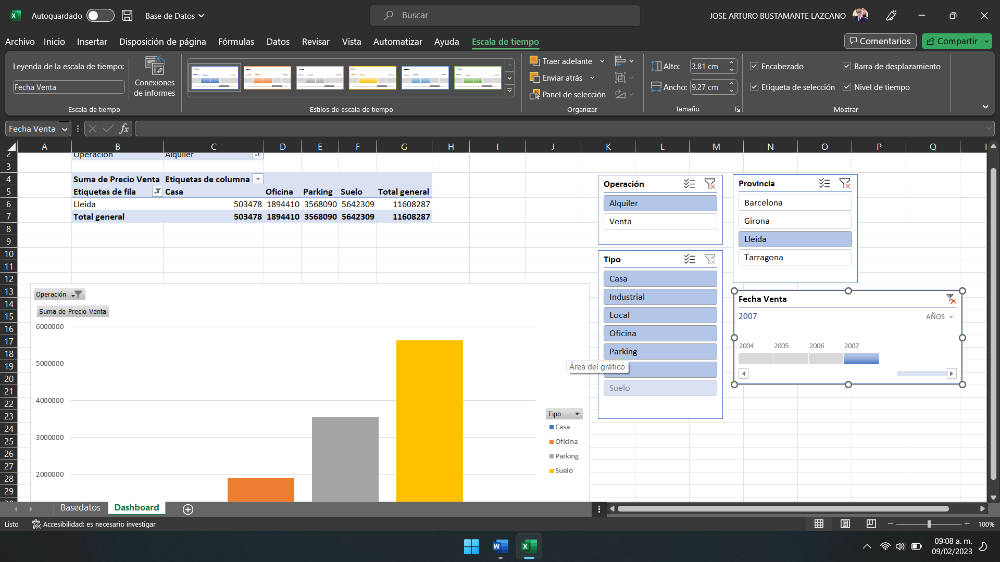 Autoguardado
Base de Datos
Buscar
JOSE ARTURO BUSTAMANTE LAZCANO
Archivo Inicio Insertar Disposición de página Fórmulas Datos Revisar Vista Automatizar Ayuda Escala de tiempo
Comentarios Compartir
Leyenda de la escala de tiempo:
Fecha Venta
Conexiones
de informes
Traer adelante
Enviar atrás
Panel de selección
Alto: 3.81 cm
Ancho: 9.27 cm
Encabezado
Barra de desplazamiento
Etiqueta de selección
Nivel de tiempo
Escala de tiempo
Estilos de escala de tiempo
Organizar
Tamaño
Mostrar
Fecha Venta
fx
A B C D E F G H I J K L M N O P Q
2 Operación Alquiler
3
4 Suma de Precio Venta Etiquetas de columna
5 Etiquetas de fila Casa Oficina Parking Suelo Total general
6 Lleida 503478 1894410 3568090 5642309 11608287
7 Total general 503478 1894410 3568090 5642309 11608287
8
9
10
11
12
13
14
15
16
17
18
19
20
21
22
23
24
25
26
27
28
29
Operación
Alquiler
Venta
Provincia
Barcelona
Girona
Lleida
Tarragona
Tipo
Casa
Industrial
Local
Oficina
Parking
Suelo
Área del gráfico
Fecha Venta
2007
AÑOS
2004 2005 2006 2007
Operación
Suma de Precio Venta
6000000
5000000
4000000
3000000
2000000
Tipo
Casa
Oficina
Parking
Suelo
Basedatos Dashboard
Listo
Accesibilidad: es necesario investigar
100%
09:08 a. m.
09/02/2023